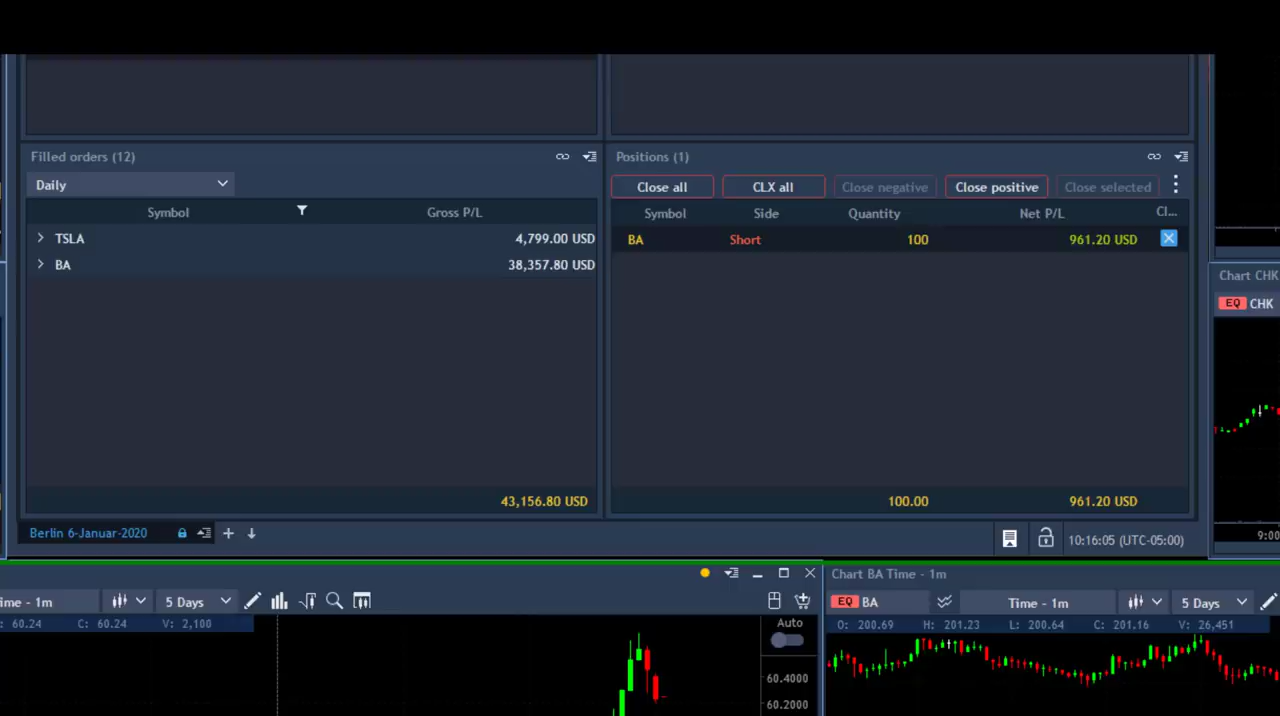 Filled orders (12)
Daily
Symbol Gross P/L
TSLA 4,799.00 USD
BA 38,357.80 USD
43,156.80 USD
Positions (1)
Close all CLX all Close negative Close positive Close selected
Symbol Side Quantity Net P/L Cl...
BA Short 100 961.20 USD
100.00 961.20 USD
Chart CHK
EQ CHK
9:00
Berlin 6-Januar-2020
10:16:05 (UTC-05:00)
ime - 1m 5 Days
: 60.24 C: 60.24 V: 2,100
Auto
60.4000
60.2000
Chart BA Time - 1m
EQ BA Time - 1m 5 Days
O: 200.69 H: 201.23 L: 200.64 C: 201.16 V: 26,451